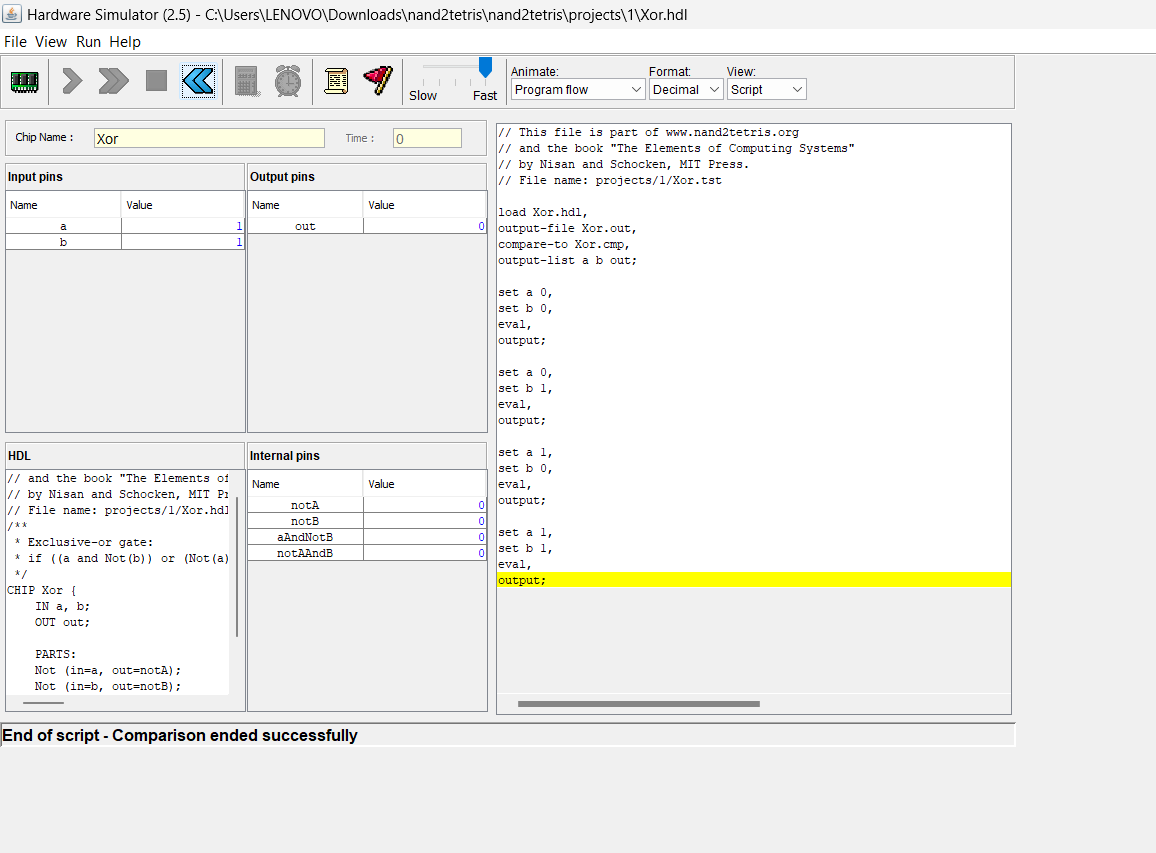 Hardware Simulator (2.5) - C:\Users\LENOVO\Downloads\nand2tetris\nand2tetris\projects\1\Xor.hdl
File View Run Help
Slow Fast
Animate: Format: View:
Program flow Decimal Script
Chip Name : Xor Time : 0
Input pins
Name Value
a 1
b 1
Output pins
Name Value
out 0
HDL
// and the book "The Elements of
// by Nisan and Schocken, MIT Pr
// File name: projects/1/Xor.hdl
/**
* Exclusive-or gate:
* if ((a and Not(b)) or (Not(a)
*/
CHIP Xor {
IN a, b;
OUT out;
PARTS:
Not (in=a, out=notA);
Not (in=b, out=notB);
Internal pins
Name Value
notA 0
notB 0
aAndNotB 0
notAAndB 0
// This file is part of www.nand2tetris.org
// and the book "The Elements of Computing Systems"
// by Nisan and Schocken, MIT Press.
// File name: projects/1/Xor.tst
load Xor.hdl,
output-file Xor.out,
compare-to Xor.cmp,
output-list a b out;
set a 0,
set b 0,
eval,
output;
set a 0,
set b 1,
eval,
output;
set a 1,
set b 0,
eval,
output;
set a 1,
set b 1,
eval,
output;
End of script - Comparison ended successfully